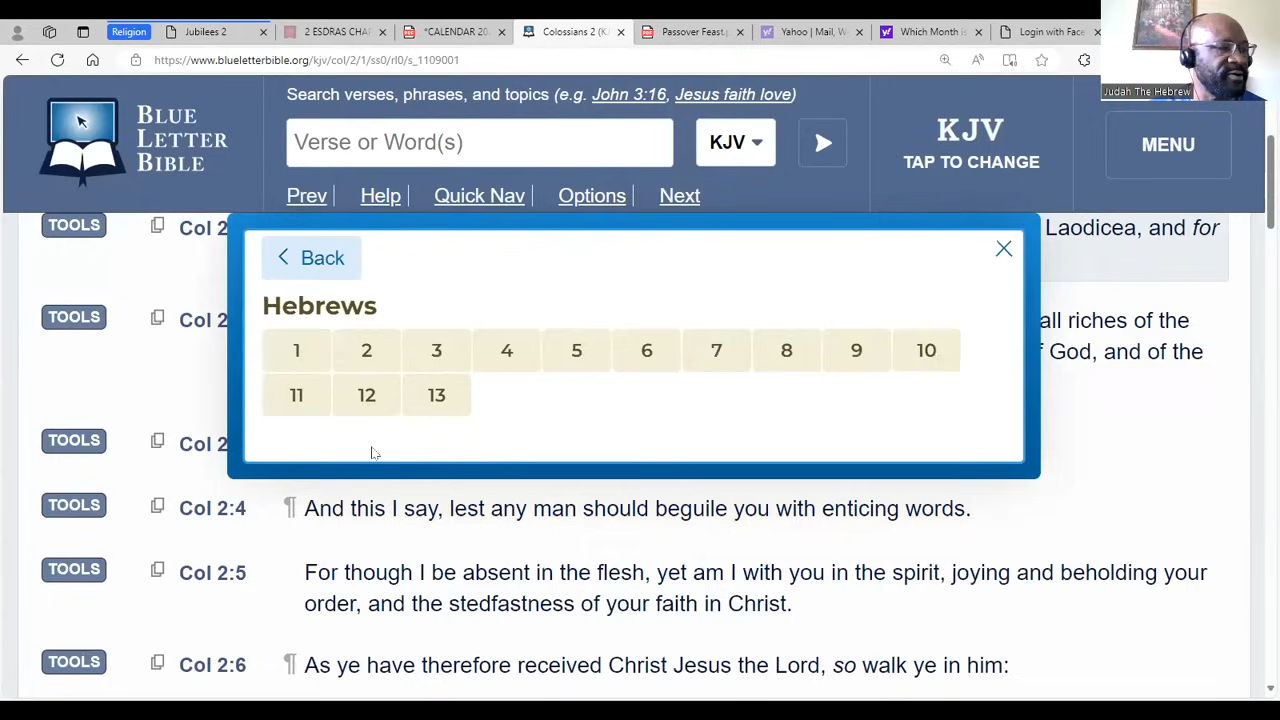 Religion
ubilees 2
2 ESDRAS CHA
*CALENDAR 20
Colossians 2 (K
Passover Feast.p
Yahoo | Mail, W
Which Month is
Login with Face
https://www.blueletterbible.org/kjv/col/2/1/ss0/rl0/s_1109001
Judah The Hebrew
BLUE
LETTER
BIBLE
Search verses, phrases, and topics (e.g. John 3:16, Jesus faith love)
Verse or Word(s)
KJV
KJV
TAP TO CHANGE
MENU
Prev
Help
Quick Nav
Options
Next
TOOLS
Col 2
Laodicea, and for
Back
Hebrews
1 2 3 4 5 6 7 8 9 10
11 12 13
TOOLS
Col 2
all riches of the
f God, and of the
TOOLS
Col 2
TOOLS
Col 2:4
¶ And this I say, lest any man should beguile you with enticing words.
TOOLS
Col 2:5
For though I be absent in the flesh, yet am I with you in the spirit, joying and beholding your
order, and the stedfastness of your faith in Christ.
TOOLS
Col 2:6
¶ As ye have therefore received Christ Jesus the Lord, so walk ye in him: